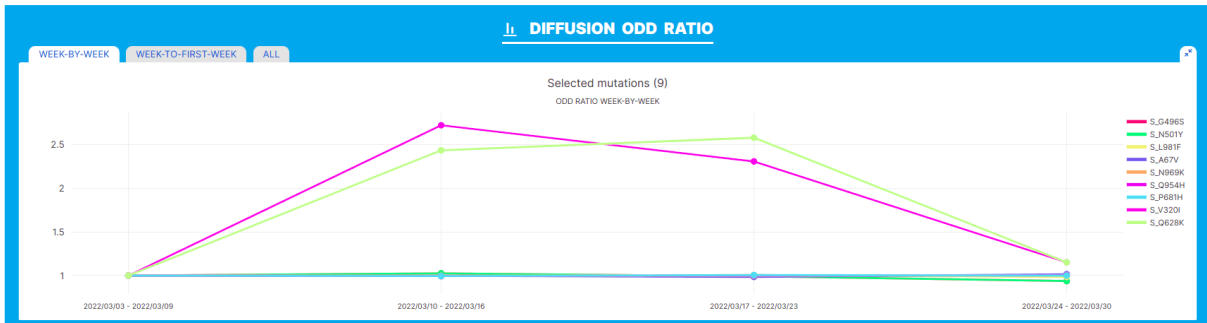 DIFFUSION ODD RATIO
WEEK-BY-WEEK WEEK-TO-FIRST-WEEK ALL
Selected mutations (9)
ODD RATIO WEEK-BY-WEEK
2.5
2
1.5
1
2022/03/03 - 2022/03/09 2022/03/10 - 2022/03/16 2022/03/17 - 2022/03/23 2022/03/24 - 2022/03/30
S_G496S
S_N501Y
S_L981F
S_A67V
S_N969K
S_Q954H
S_P681H
S_V320I
S_Q628K